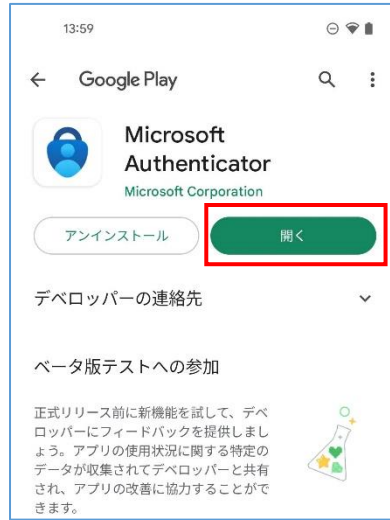 13:59
Google Play
Microsoft
Authenticator
Microsoft Corporation
アンインストール
開く
デベロッパーの連絡先
ベータ版テストへの参加
正式リリース前に新機能を試して、デベ
ロッパーにフィードバックを提供しまし
ょう。アプリの使用状況に関する特定の
データが収集されてデベロッパーと共有
され、アプリの改善に協力することがで
きます。